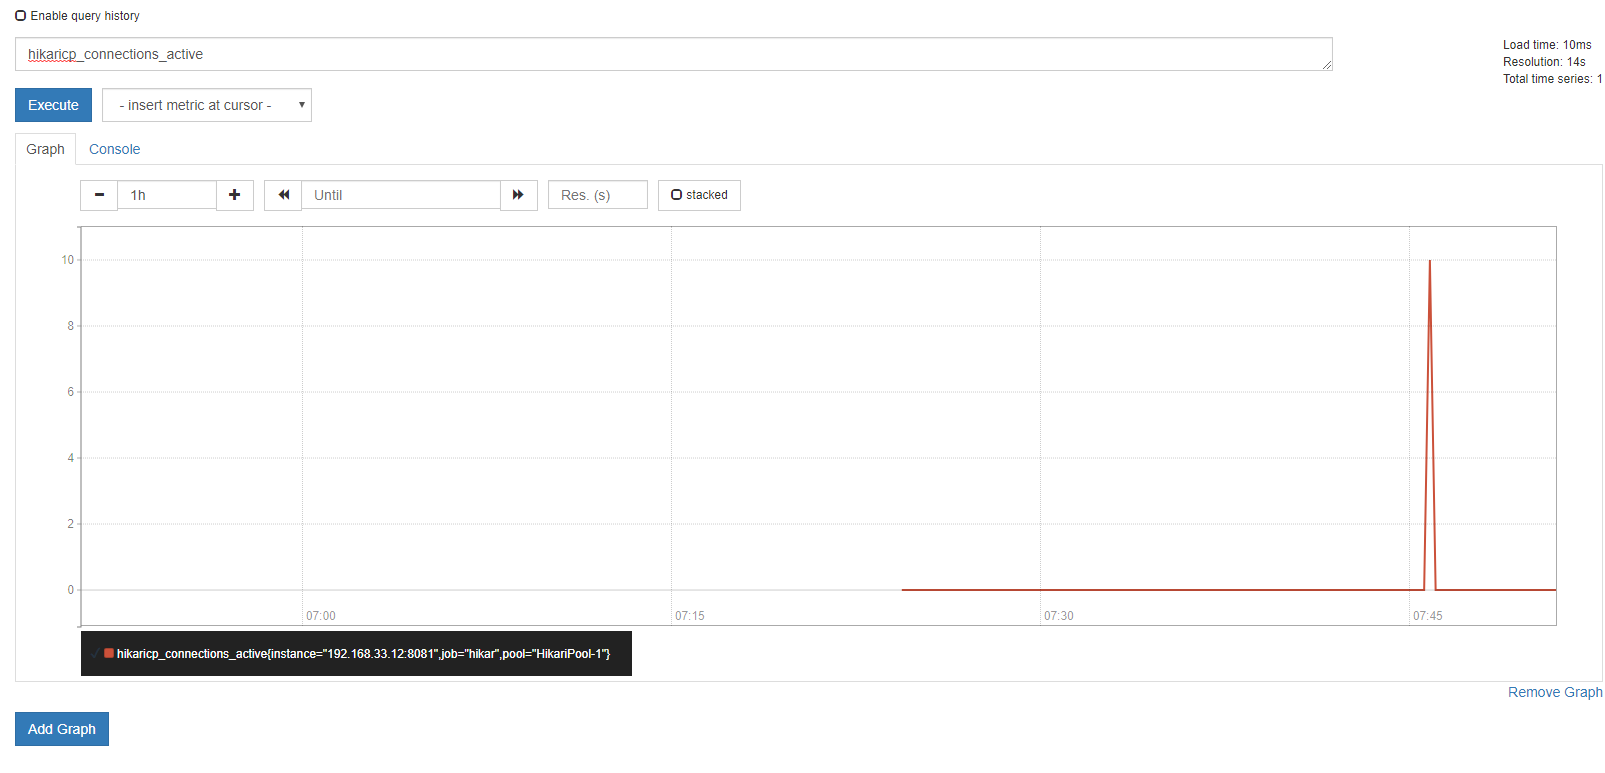 Enable query history
hikaricp_connections_active
Load time: 10ms
Resolution: 14s
Total time series: 1
Execute
- insert metric at cursor -
Graph
Console
1h
Until
Res. (s)
stacked
10
8
6
4
2
0
07:00
07:15
07:30
07:45
hikaricp_connections_active{instance="192.168.33.12:8081",job="hikar",pool="HikariPool-1"}
Remove Graph
Add Graph